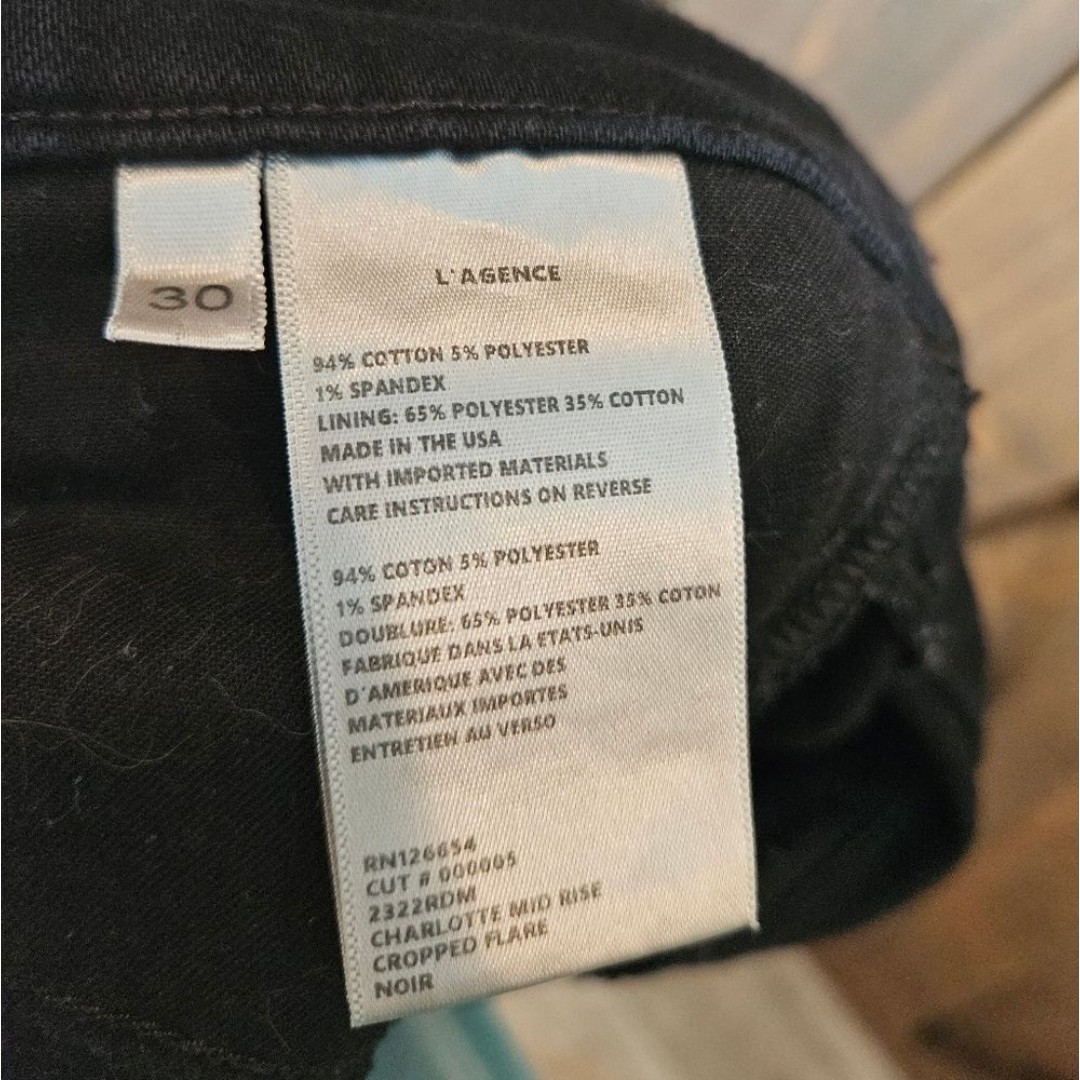 30
L'AGENCE
94% COTTON 5% POLYESTER
1% SPANDEX
LINING: 65% POLYESTER 35% COTTON
MADE IN THE USA
WITH IMPORTED MATERIALS
CARE INSTRUCTIONS ON REVERSE
94% COTON 5% POLYESTER
1% SPANDEX
DOUBLURE: 65% POLYESTER 35% COTON
FABRIQUE DANS LA ETATS-UNIS
D'AMERIQUE AVEC DES
MATERIAUX IMPORTES
ENTRETIEN AU VERSO
RN126654
CUT # 000005
2322RDM
CHARLOTTE MID RISE
CROPPED FLARE
NOIR